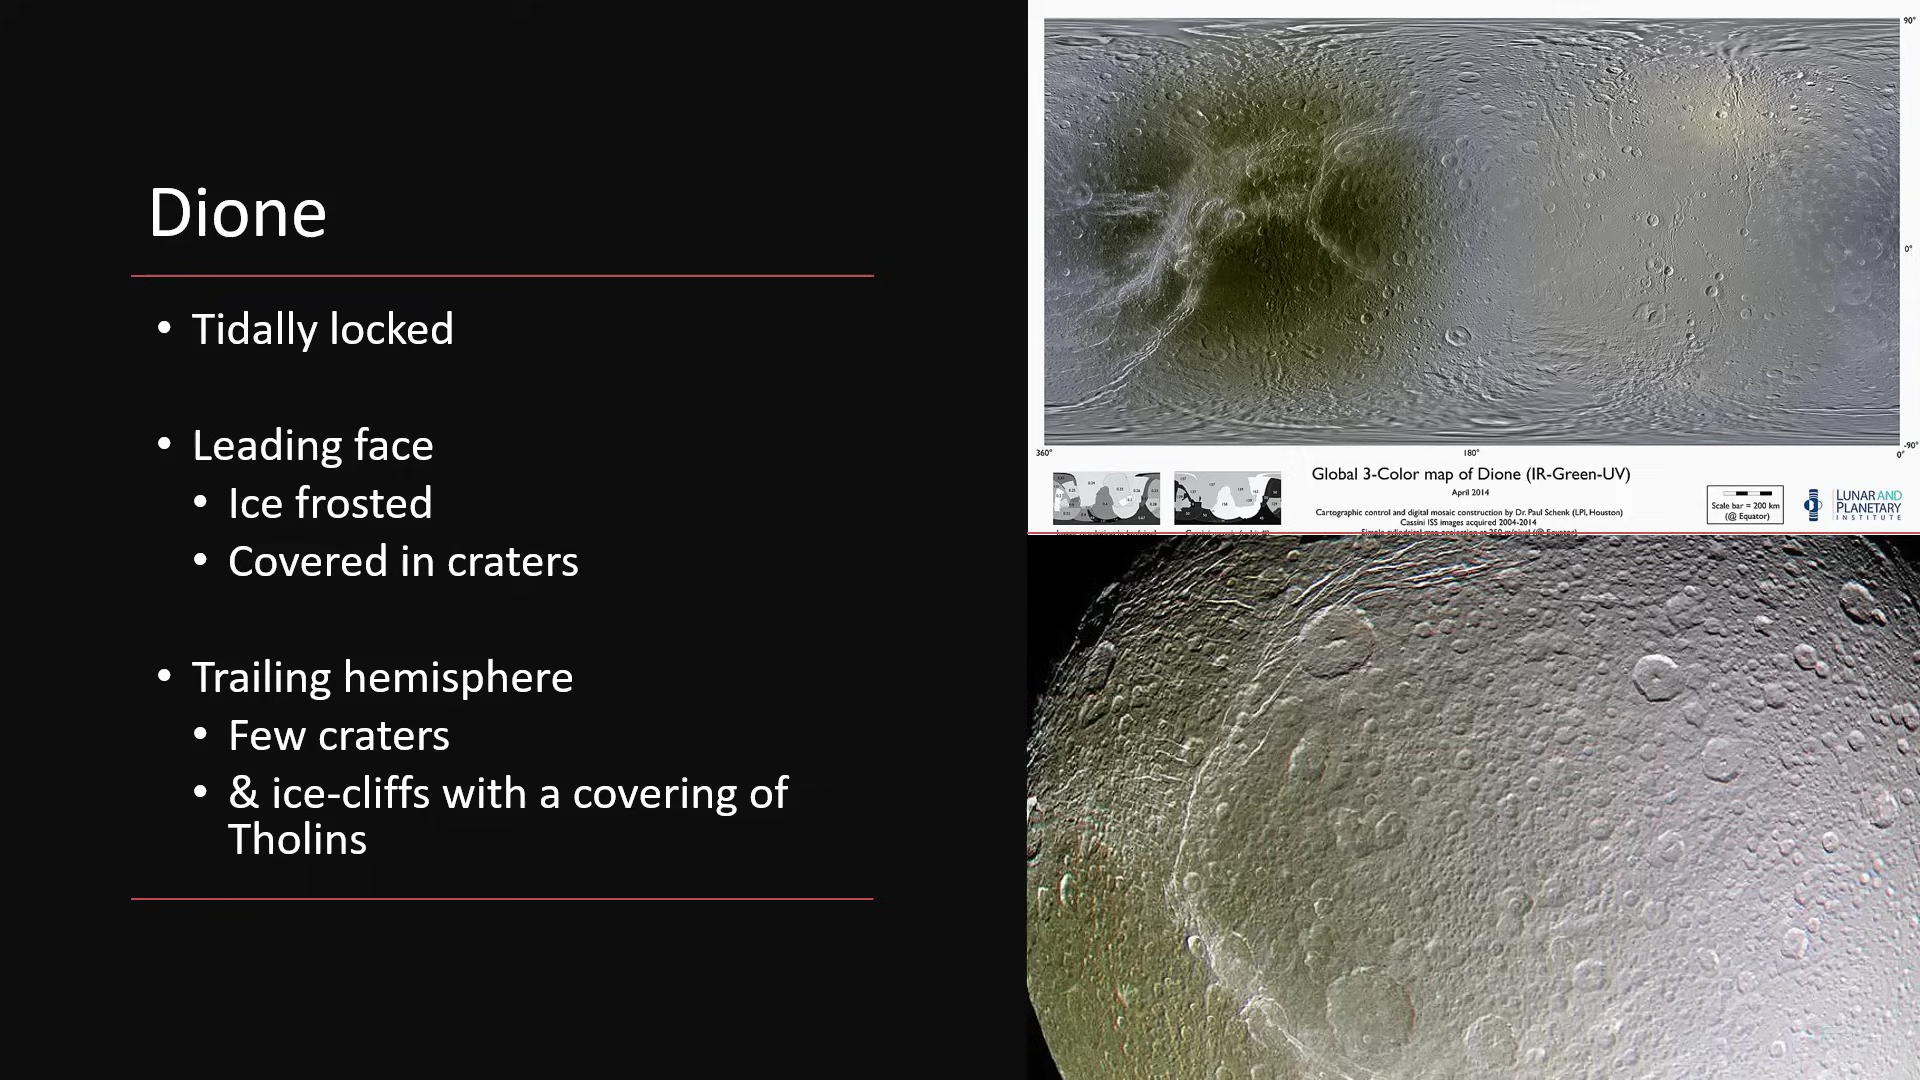 Dione
• Tidally locked
• Leading face
• Ice frosted
• Covered in craters
• Trailing hemisphere
• Few craters
• & ice-cliffs with a covering of
Tholins
90°
0°
-90°
360°
180°
0°
Global 3-Color map of Dione (IR-Green-UV)
April 2014
Cartographic control and digital mosaic construction by Dr. Paul Schenk (LPI, Houston)
Cassini ISS images acquired 2004-2014
Scale bar = 200 km
(@ Equator)
LUNAR AND
PLANETARY
INSTITUTE